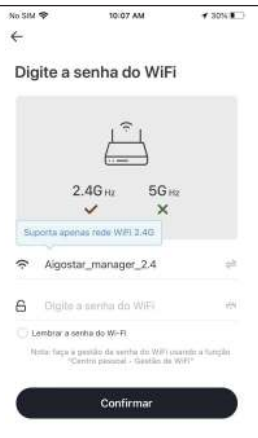 No SIM 10:07 AM 30%
Digite a senha do WiFi
2.4G Hz 5G Hz
Suporta apenas rede WiFi 2.4G
Aigostar_manager_2.4
Digite a senha do WiFi
Lembrar a senha do Wi-Fi
Nota: faça a gestão da senha do WiFi usando a função
"Centro pessoal - Gestão de WiFi"
Confirmar